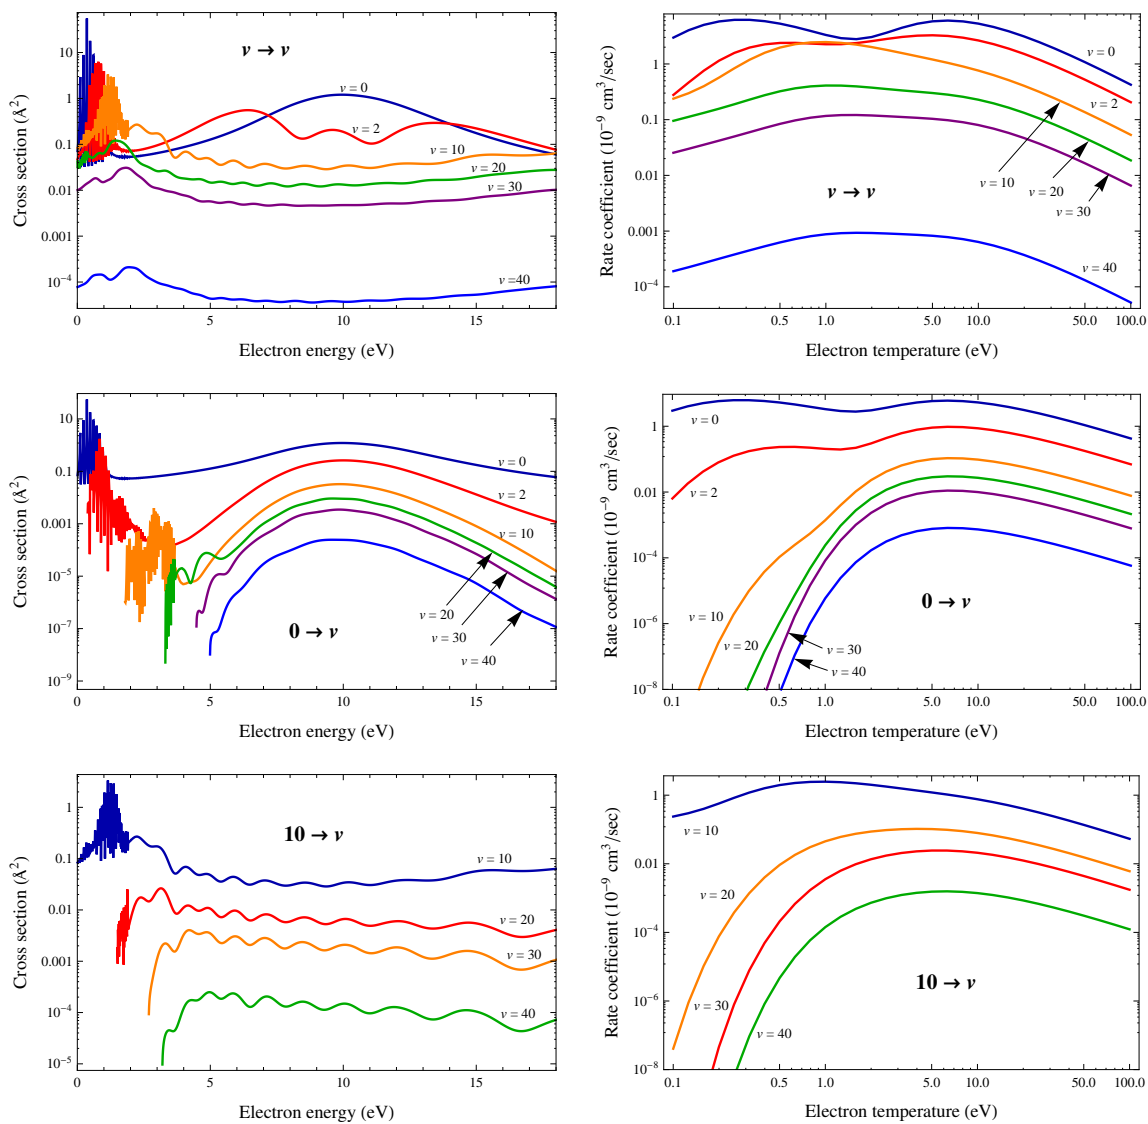 v → v
v = 0
v = 2
v = 10
v = 20
v = 30
v =40
10
1
0.1
0.01
0.001
10⁻⁴
0 5 10 15
Cross section (Å²)
Electron energy (eV)
v → v
v = 0
v = 2
v = 10
v = 20
v = 30
v = 40
1
0.1
0.01
0.001
10⁻⁴
0.1 0.5 1.0 5.0 10.0 50.0 100.0
Rate coefficient (10⁻⁹ cm³/sec)
Electron temperature (eV)
0 → v
v = 0
v = 2
v = 10
v = 20
v = 30
v = 40
10
0.1
0.001
10⁻⁵
10⁻⁷
10⁻⁹
0 5 10 15
Cross section (Å²)
Electron energy (eV)
0 → v
v = 0
v = 2
v = 10
v = 20
v = 30
v = 40
1
0.01
10⁻⁴
10⁻⁶
10⁻⁸
0.1 0.5 1.0 5.0 10.0 50.0 100.0
Rate coefficient (10⁻⁹ cm³/sec)
Electron temperature (eV)
10 → v
v = 10
v = 20
v = 30
v = 40
1
0.1
0.01
0.001
10⁻⁴
10⁻⁵
0 5 10 15
Cross section (Å²)
Electron energy (eV)
10 → v
v = 10
v = 20
v = 30
v = 40
1
0.01
10⁻⁴
10⁻⁶
10⁻⁸
0.1 0.5 1.0 5.0 10.0 50.0 100.0
Rate coefficient (10⁻⁹ cm³/sec)
Electron temperature (eV)